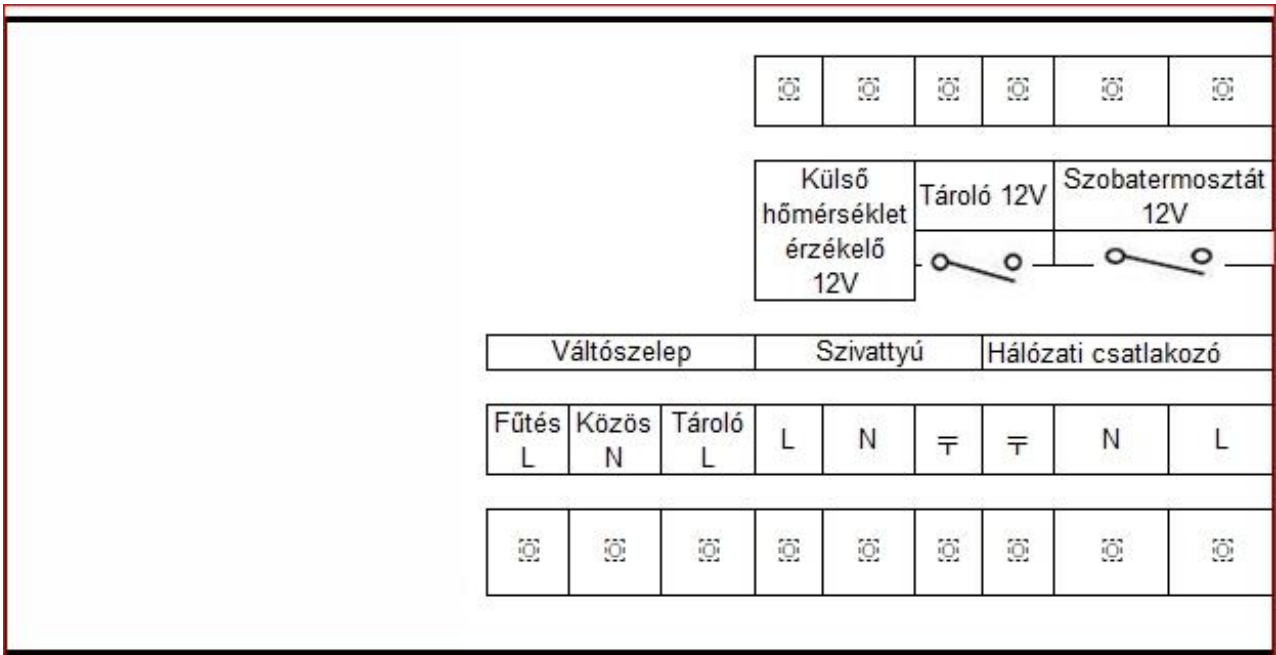 Külső
hőmérséklet
érzékelő
12V
Tároló 12V
Szobatermosztát
12V
Váltószelep
Szivattyú
Hálózati csatlakozó
Fűtés
L
Közös
N
Tároló
L
L
N
N
L